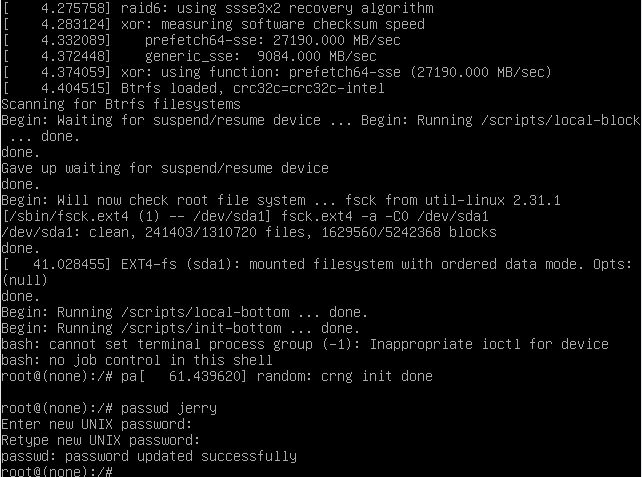 [    4.275758] raid6: using ssse3x2 recovery algorithm
[    4.283124] xor: measuring software checksum speed
[    4.332089]    prefetch64-sse: 27190.000 MB/sec
[    4.372448]    generic_sse:  9084.000 MB/sec
[    4.374059] xor: using function: prefetch64-sse (27190.000 MB/sec)
[    4.404515] Btrfs loaded, crc32c=crc32c-intel
Scanning for Btrfs filesystems
Begin: Waiting for suspend/resume device ... Begin: Running /scripts/local-block
 ... done.
done.
Gave up waiting for suspend/resume device
done.
Begin: Will now check root file system ... fsck from util-linux 2.31.1
[/sbin/fsck.ext4 (1) -- /dev/sda1] fsck.ext4 -a -C0 /dev/sda1
/dev/sda1: clean, 241403/1310720 files, 1629560/5242368 blocks
done.
[   41.028455] EXT4-fs (sda1): mounted filesystem with ordered data mode. Opts:
(null)
done.
Begin: Running /scripts/local-bottom ... done.
Begin: Running /scripts/init-bottom ... done.
bash: cannot set terminal process group (-1): Inappropriate ioctl for device
bash: no job control in this shell
root@(none):/# pa[   61.439620] random: crng init done

root@(none):/# passwd jerry
Enter new UNIX password:
Retype new UNIX password:
passwd: password updated successfully
root@(none):/#